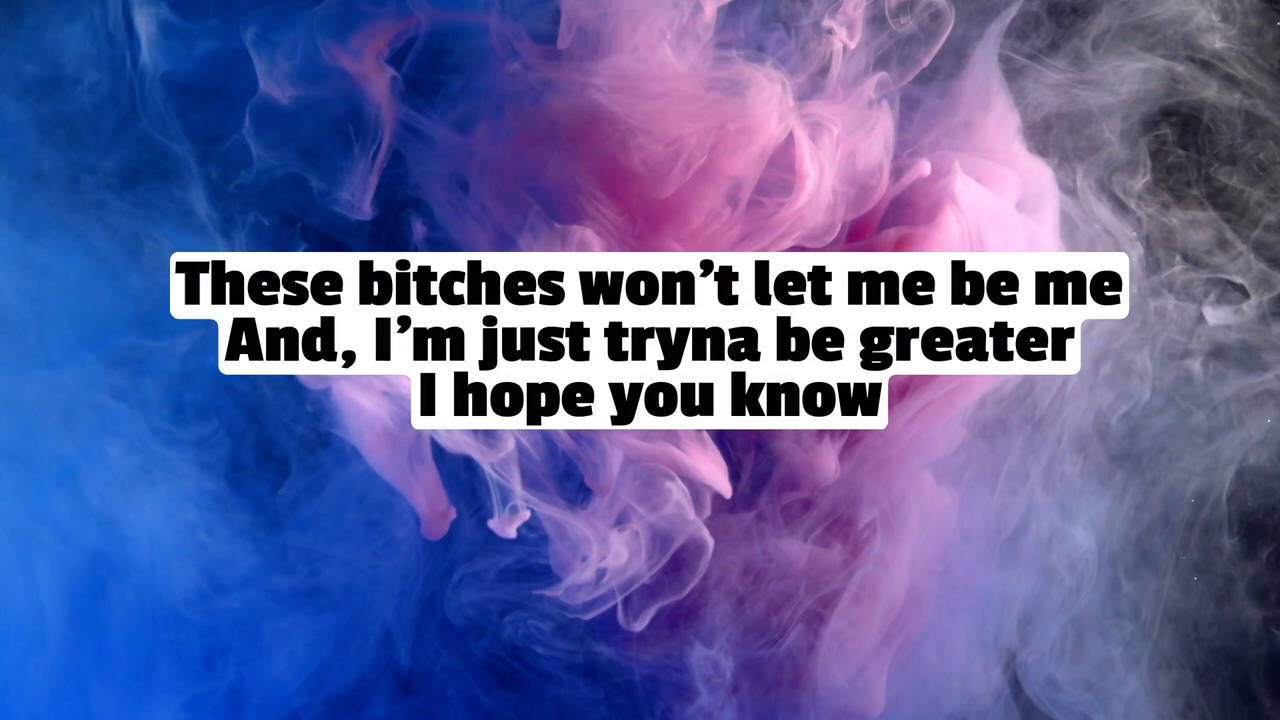 These bitches won’t let me be me
And, I’m just tryna be greater
I hope you know